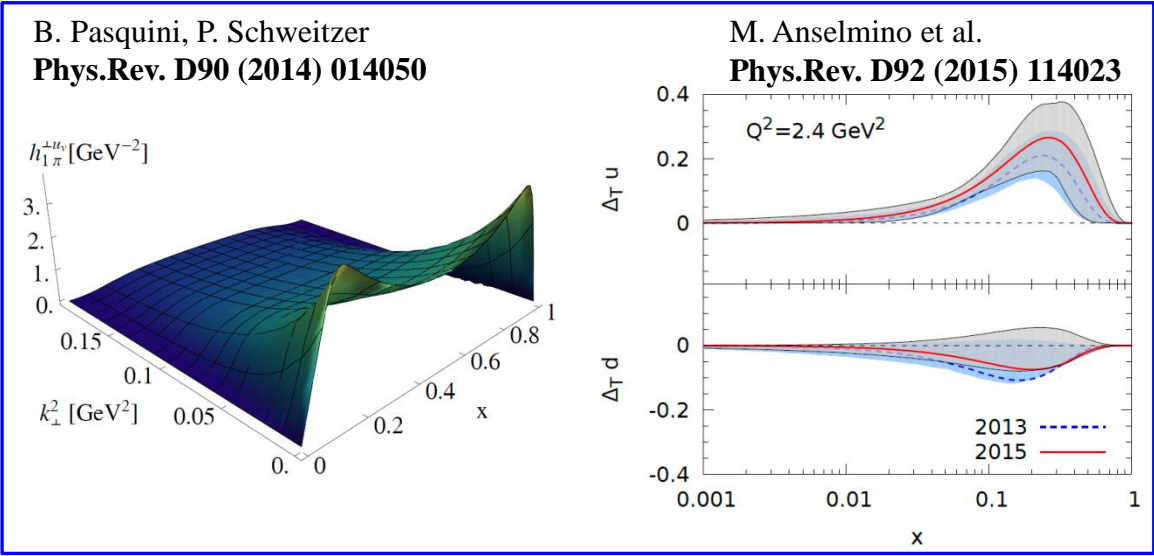 B. Pasquini, P. Schweitzer
Phys.Rev. D90 (2014) 014050
h⊥uᵥ1π [GeV⁻²]
3.
2.
1.
0.
0.15
0.1
0.05
0.
k²⊥ [GeV²]
0
0.2
0.4
0.6
0.8
1
x
M. Anselmino et al.
Phys.Rev. D92 (2015) 114023
0.4
0.2
0
Δ_T u
Q²=2.4 GeV²
0
-0.2
-0.4
Δ_T d
2013
2015
0.001
0.01
0.1
1
x